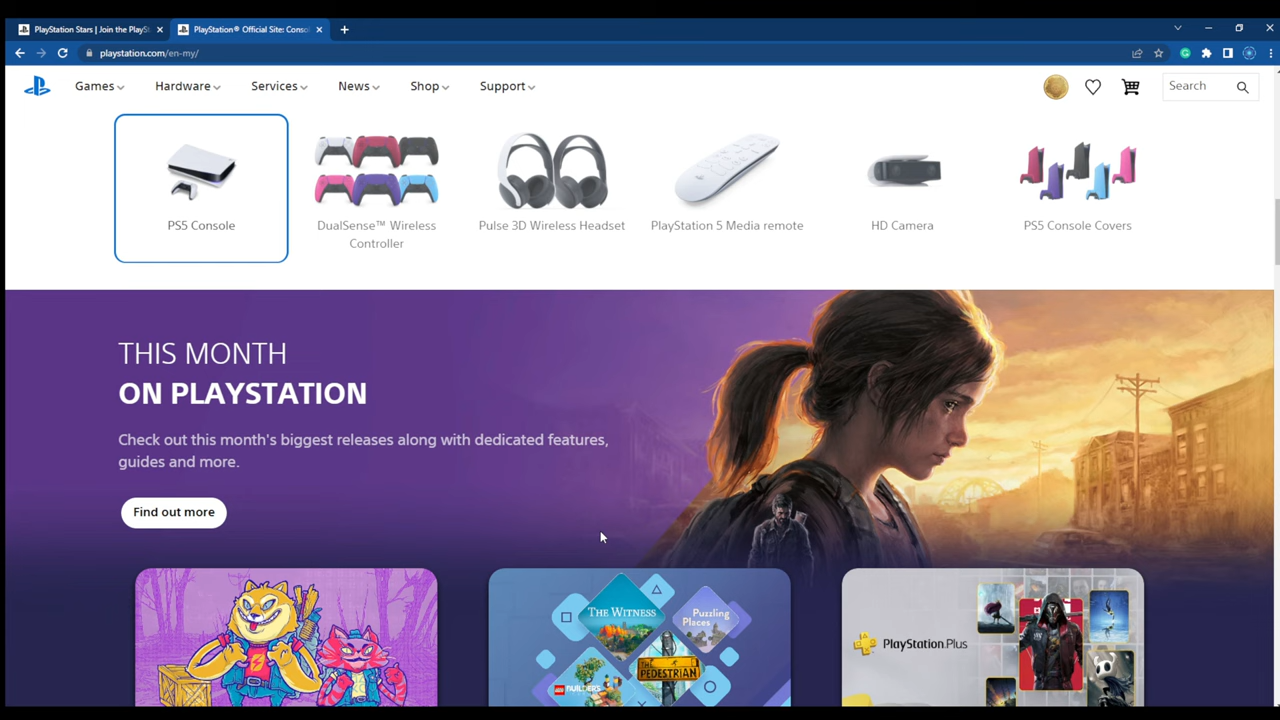 PlayStation Stars | Join the PlaySt
PlayStation® Official Site: Conso
playstation.com/en-my/
Games
Hardware
Services
News
Shop
Support
Search
PS5 Console
DualSense™ Wireless
Controller
Pulse 3D Wireless Headset
PlayStation 5 Media remote
HD Camera
PS5 Console Covers
THIS MONTH
ON PLAYSTATION
Check out this month's biggest releases along with dedicated features,
guides and more.
Find out more
THE WITNESS
Puzzling
Places
LEGO BUILDERS
THE
PEDESTRIAN
PlayStation.Plus